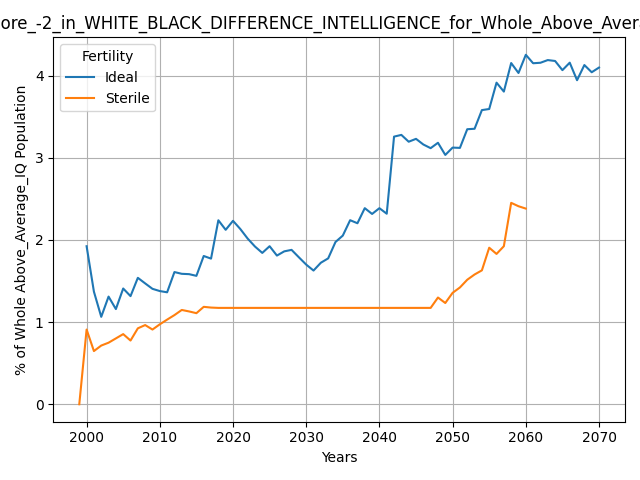 ore_-2_in_WHITE_BLACK_DIFFERENCE_INTELLIGENCE_for_Whole_Above_Avera
Fertility
Ideal
Sterile
% of Whole Above_Average_IQ Population
4
3
2
1
0
2000 2010 2020 2030 2040 2050 2060 2070
Years